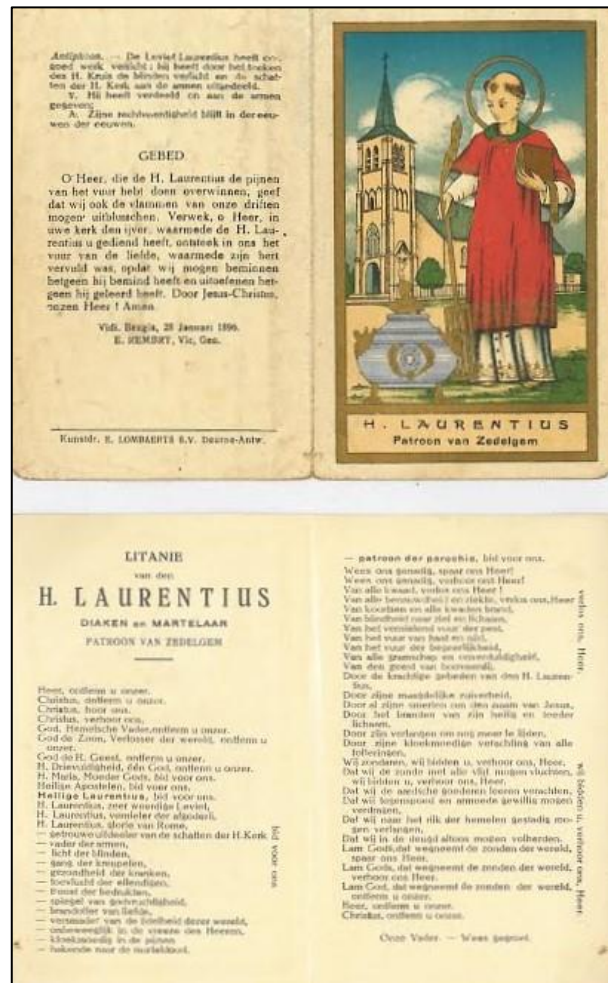 Antiphoon. — De Leviet Laurentius heeft een
goed werk verricht: hij heeft door het teeken
des H. Kruis de blinden verlicht en de schat-
ten der H. Kerk aan de armen uitgedeeld.
V. Hij heeft verdeeld en aan de armen
gegeven;
A. Zijne rechtveerdigheid blijft in der eeu-
wen der eeuwen.
GEBED
O Heer, die de H. Laurentius de pijnen
van het vuur hebt doen overwinnen, geef
dat wij ook de vlammen van onze driften
mogen uitblusschen. Verwek, o Heer, in
uwe kerk den ijver, waarmede de H. Lau-
rentius u gediend heeft, ontsteek in ons het
vuur van de liefde, waarmede zijn hert
vervuld was, opdat wij mogen beminnen
hetgeen hij bemind heeft en uitoefenen het-
geen hij geleerd heeft. Door Jesus-Christus,
onzen Heer ! Amen.
Vidi. Brugis, 28 Januari 1896.
E. REMBRY, Vic. Gen.
Kunstdr. E. LOMBAERTS B.V. Deurne-Antw.
H. LAURENTIUS
Patroon van Zedelgem
LITANIE
van den
H. LAURENTIUS
DIAKEN en MARTELAAR
PATROON VAN ZEDELGEM
Heer, ontferm u onzer.
Christus, ontferm u onzer.
Christus, hoor ons.
Christus, verhoor ons.
God, Hemelsche Vader, ontferm u onzer.
God de Zoon, Verlosser der wereld, ontferm u
onzer.
God de H. Geest, ontferm u onzer.
H. Drievuldigheid, één God, ontferm u onzer.
H. Maria, Moeder Gods, bid voor ons.
Heilige Apostelen, bid voor ons.
Heilige Laurentius, bid voor ons.
H. Laurentius, zeer weerdige Leviet,
H. Laurentius, vernieler der afgoderij,
H. Laurentius, glorie van Rome,
— getrouwe uitdeeler van de schatten der H. Kerk
— vader der armen,
— licht der blinden,
— gang der kreupelen,
— gezondheid der kranken,
— toevlucht der ellendigen,
— troost der bedrukten,
— spiegel van godvruchtigheid,
— brandoffer van liefde,
— versmader van de ijdelheid dezer wereld,
— onbeweeglijk in de vreeze des Heeren,
— kloekmoedig in de pijnen
— hakende naar de marteldood.
bid voor ons
— patroon der parochie, bid voor ons.
Wees ons genadig, spaar ons Heer!
Wees ons genadig, verhoor ons Heer!
Van alle kwaad, verlos ons Heer !
Van alle benauwdheid en ziekte, verlos ons, Heer
Van koortsen en alle kwaden brand,
Van blindheid naar ziel en lichaam,
Van het vernielend vuur der pest,
Van het vuur van haat en nijd,
Van het vuur der begeerlijkheid,
Van alle gramschap en onverduldigheid,
Van den geest van hooveerdij,
Door de krachtige gebeden van den H. Lauren-
tius,
Door zijne maagdelijke zuiverheid,
Door al zijne smerten om den naam van Jesus,
Door het branden van zijn heilig en teeder
lichaam,
Door zijn verlangen om nog meer te lijden,
Door zijne kloekmoedige verachting van alle
folteringen,
verlos ons, Heer.
Wij zondaren, wij bidden u, verhoor ons, Heer.
Dat wij de zonde met alle vlijt mogen vluchten,
wij bidden u, verhoor ons, Heer.
Dat wij de aardsche goederen leeren verachten,
Dat wij tegenspoed en armoede gewillig mogen
verdragen,
Dat wij naar het rijk der hemelen gestadig mo-
gen verlangen,
Dat wij in de deugd altoos mogen volharden.
wij bidden u, verhoor ons, Heer.
Lam Gods, dat wegneemt de zonden der wereld,
spaar ons Heer.
Lam Gods, dat wegneemt de zonden der wereld,
verhoor ons Heer.
Lam God, dat wegneemt de zonden der wereld,
ontferm u onzer.
Heer, ontferm u onzer.
Christus, ontferm u onzer.
Onze Vader. — Wees gegroet.